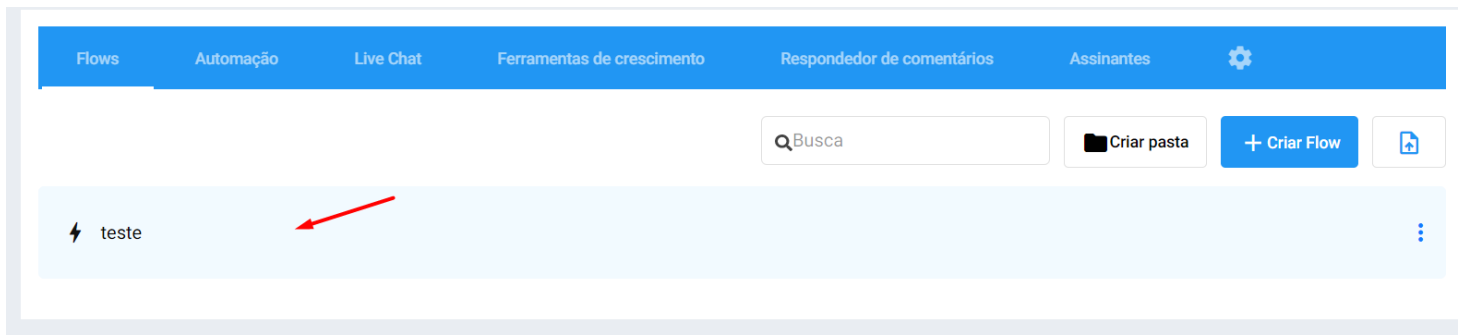 Flows Automação Live Chat Ferramentas de crescimento Respondedor de comentários Assinantes
Busca Criar pasta + Criar Flow
teste